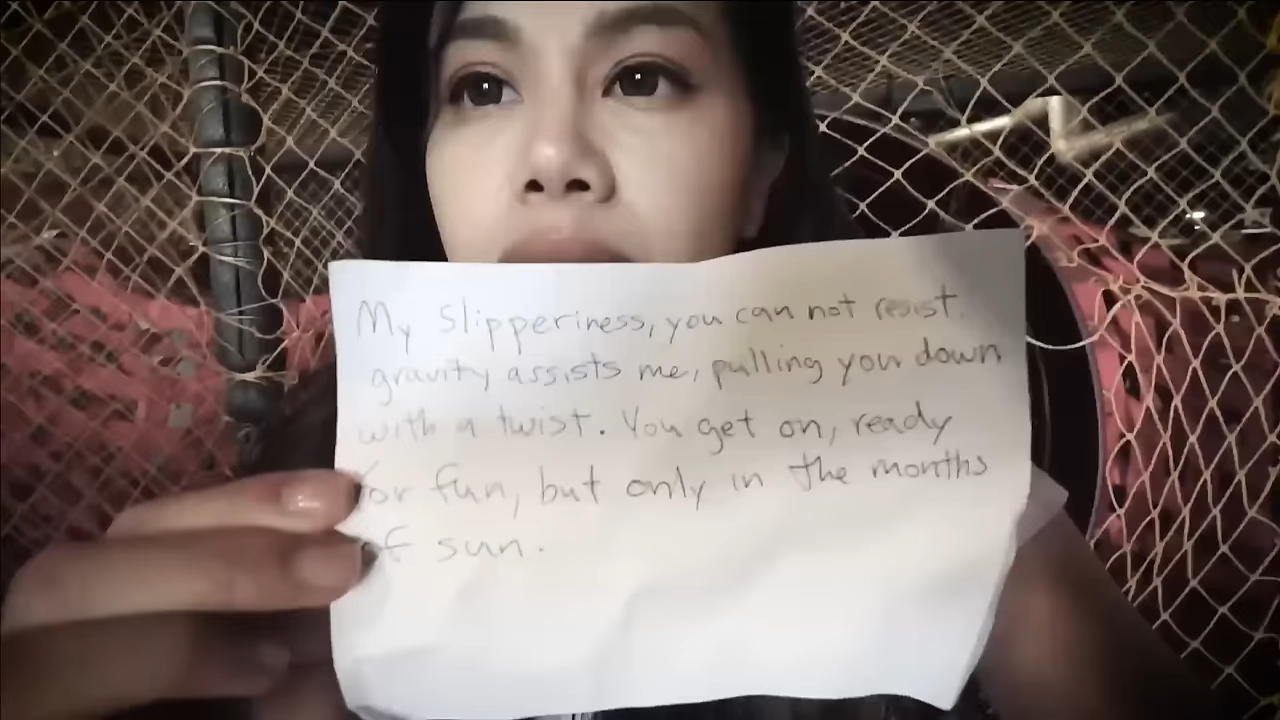 My slipperiness, you can not resist.
gravity assists me, pulling you down
with a twist. You get on, ready
for fun, but only in the months
of sun.